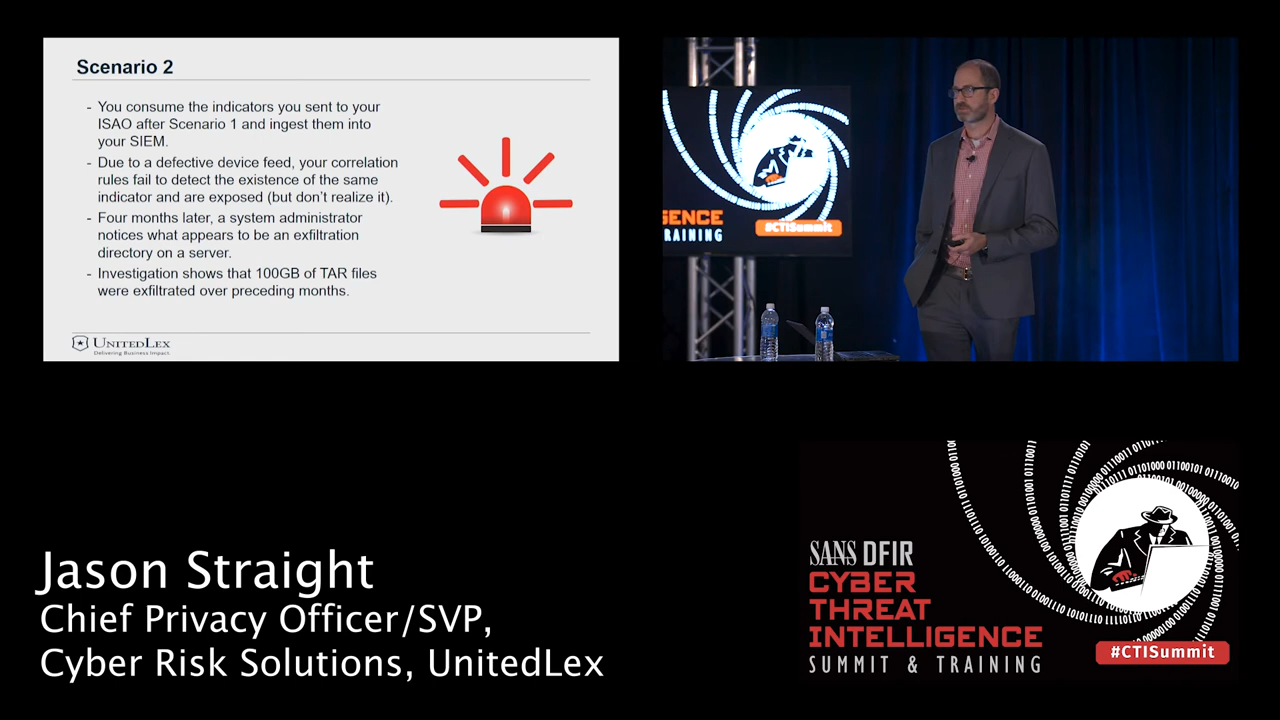 Scenario 2
- You consume the indicators you sent to your
ISAO after Scenario 1 and ingest them into
your SIEM.
- Due to a defective device feed, your correlation
rules fail to detect the existence of the same
indicator and are exposed (but don't realize it).
- Four months later, a system administrator
notices what appears to be an exfiltration
directory on a server.
- Investigation shows that 100GB of TAR files
were exfiltrated over preceding months.
UNITEDLEX
Delivering Business Impact
GENCE
RAINING
#CTISummit
Jason Straight
Chief Privacy Officer/SVP,
Cyber Risk Solutions, UnitedLex
SANS DFIR
CYBER
THREAT
INTELLIGENCE
SUMMIT & TRAINING
#CTISummit